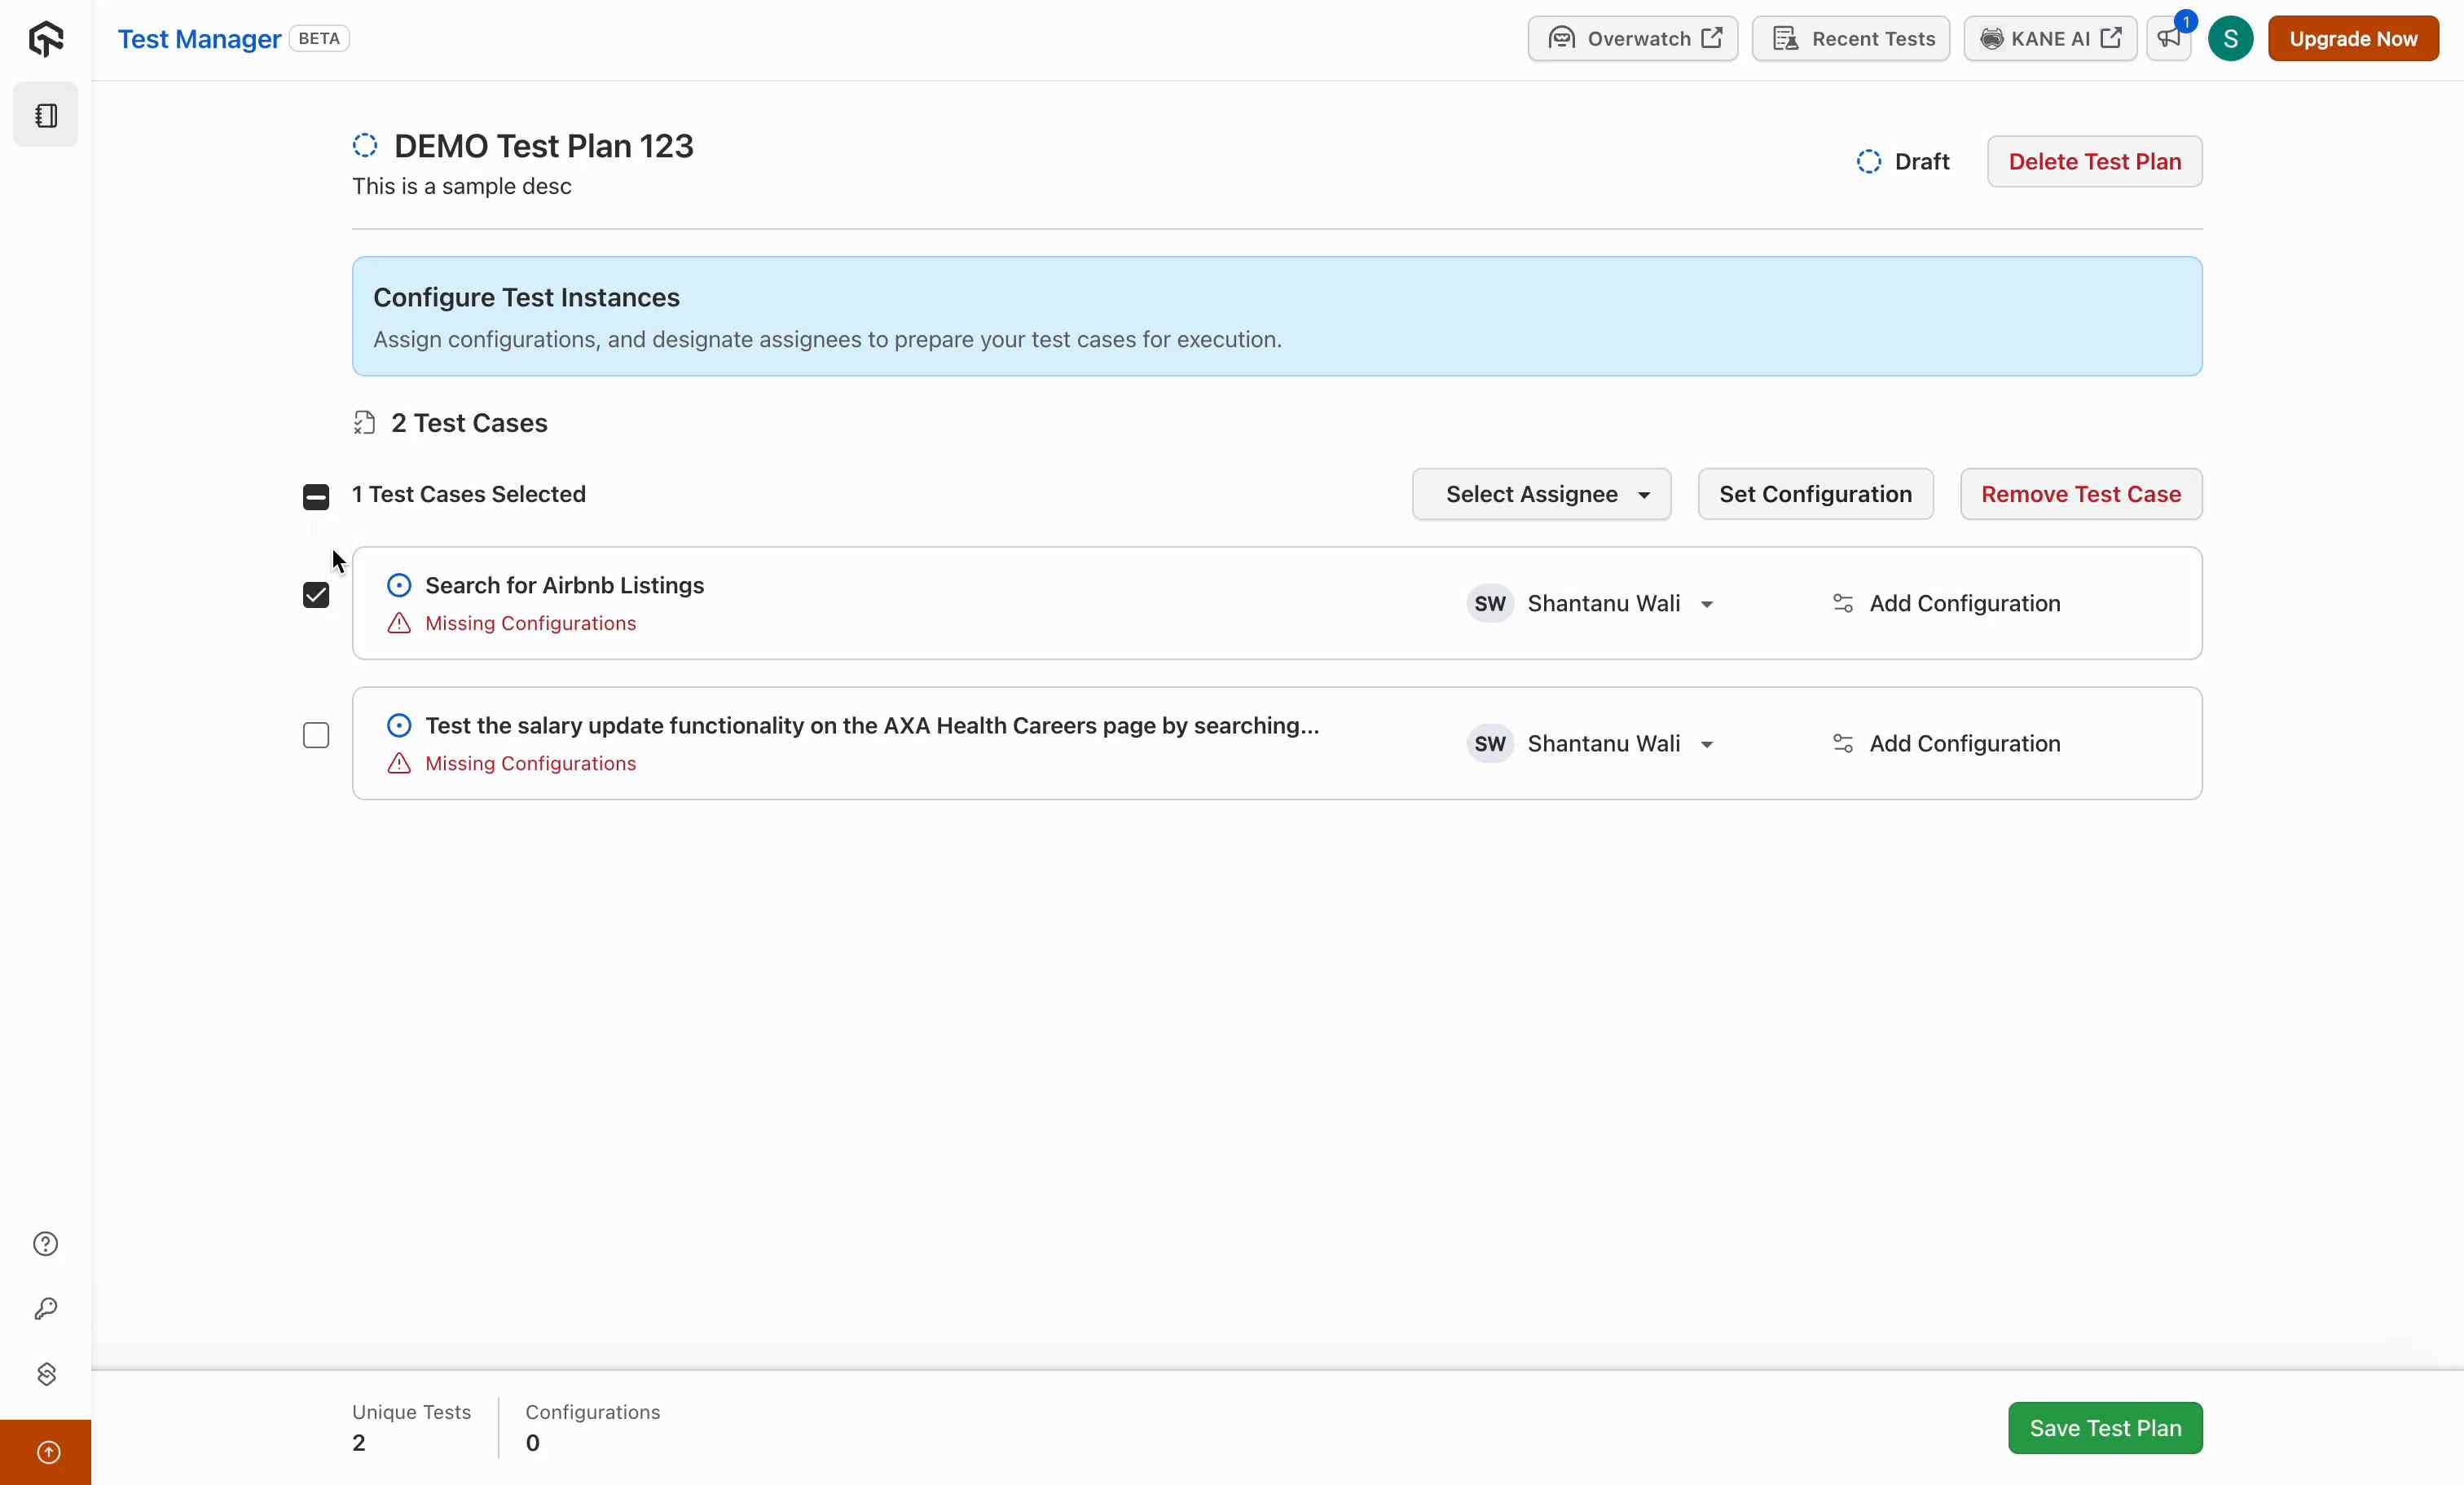 Test Manager BETA
Overwatch
Recent Tests
KANE AI
1
S
Upgrade Now
DEMO Test Plan 123
This is a sample desc
Draft
Delete Test Plan
Configure Test Instances
Assign configurations, and designate assignees to prepare your test cases for execution.
2 Test Cases
1 Test Cases Selected
Select Assignee
Set Configuration
Remove Test Case
Search for Airbnb Listings
Missing Configurations
SW Shantanu Wali
Add Configuration
Test the salary update functionality on the AXA Health Careers page by searching...
Missing Configurations
SW Shantanu Wali
Add Configuration
Unique Tests
2
Configurations
0
Save Test Plan